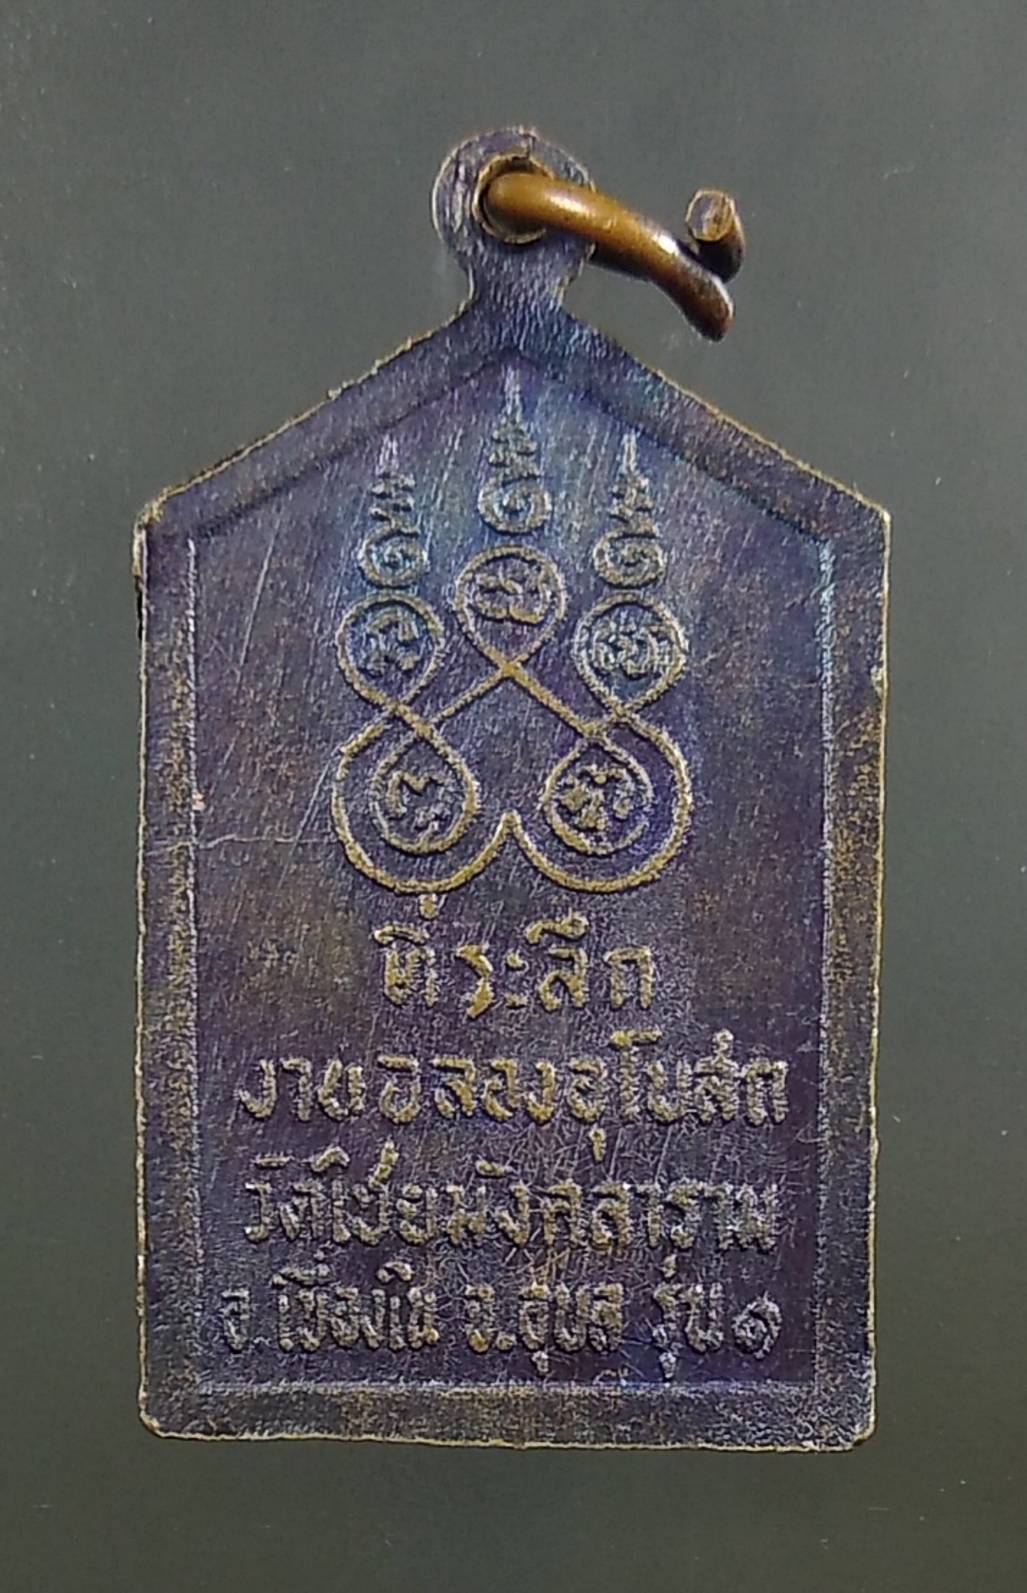 ที่ระลึก
งานฉลองอุโบสถ
วัดไชยมังคลาราม
อ.เขื่องใน จ.อุบล รุ่น๑